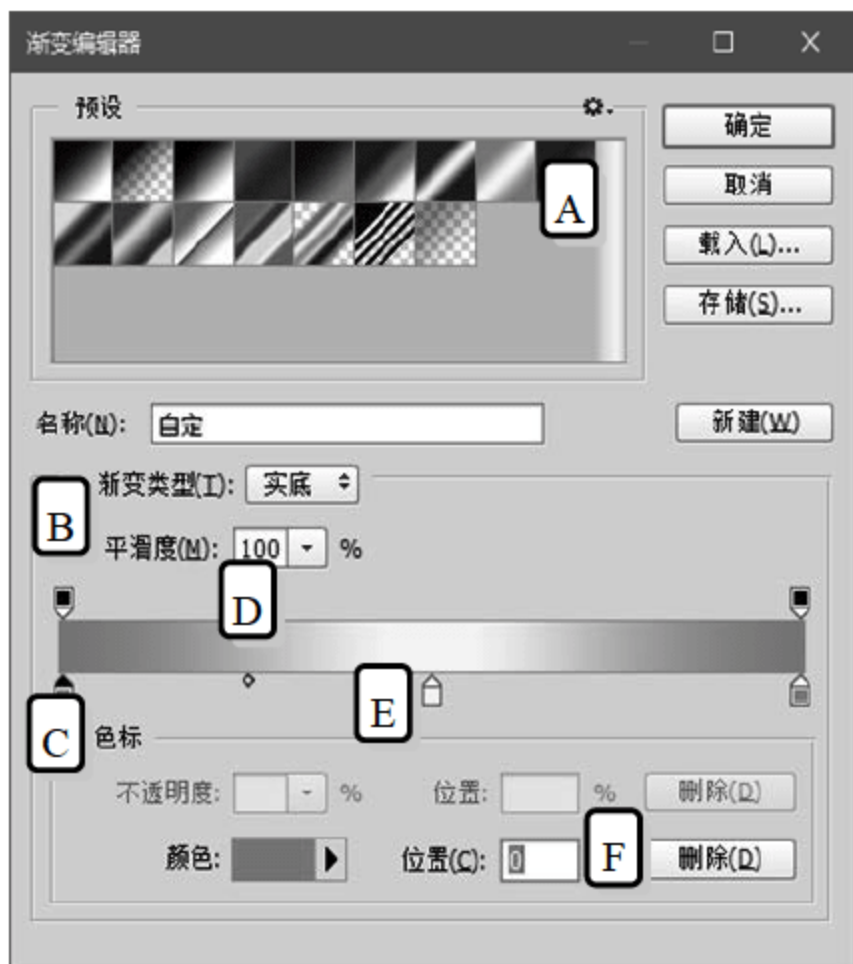 渐变编辑器
预设
确定
取消
A
载入(L)...
存储(S)...
名称(N): 自定 新建(W)
渐变类型(T): 实底
B
平滑度(M): 100 %
D
E
C 色标
不透明度: % 位置: % 删除(D)
颜色: 位置(C): 0 F 删除(D)